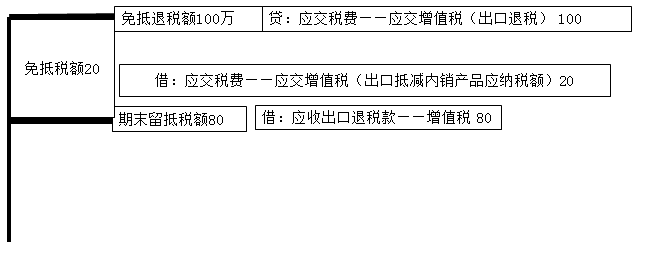 免抵退税额100万
贷：应交税费——应交增值税（出口退税） 100
免抵税额20
借：应交税费——应交增值税（出口抵减内销产品应纳税额）20
期末留抵税额80
借：应收出口退税款——增值税 80